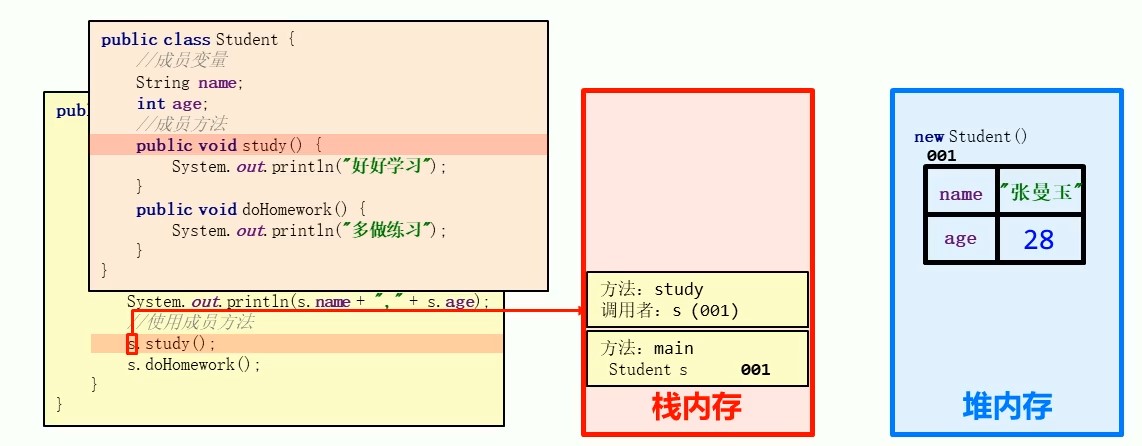 public class Student {
//成员变量
String name;
int age;
//成员方法
public void study() {
System.out.println("好好学习");
}
public void doHomework() {
System.out.println("多做练习");
}
}
publ
System.out.println(s.name + "," + s.age);
//使用成员方法
s.study();
s.doHomework();
}
}
方法：study
调用者：s (001)
方法：main
Student s 001
栈内存
new Student()
001
name "张曼玉"
age 28
堆内存